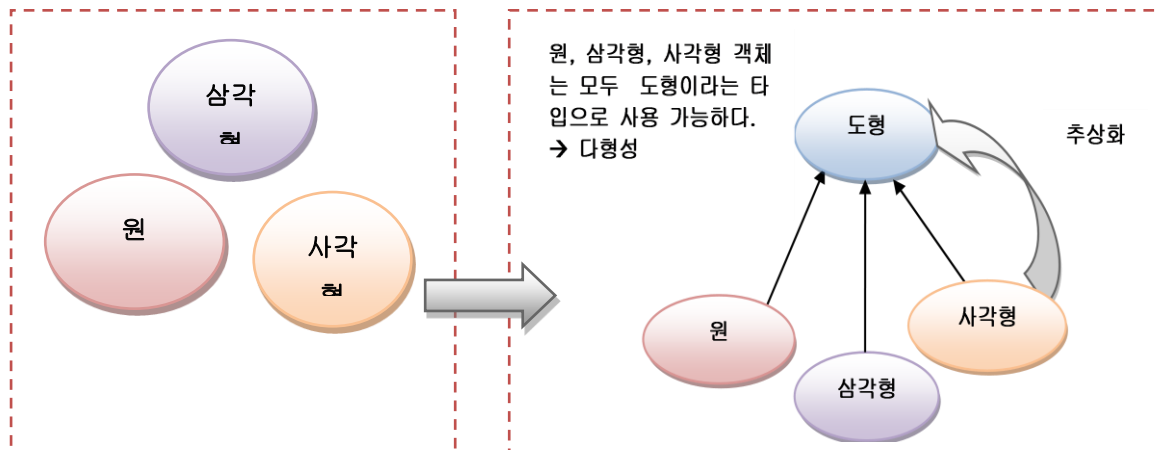 삼각
형
원
사각
형
원, 삼각형, 사각형 객체
는 모두 도형이라는 타
입으로 사용 가능하다.
→ 다형성
도형
추상화
원
삼각형
사각형